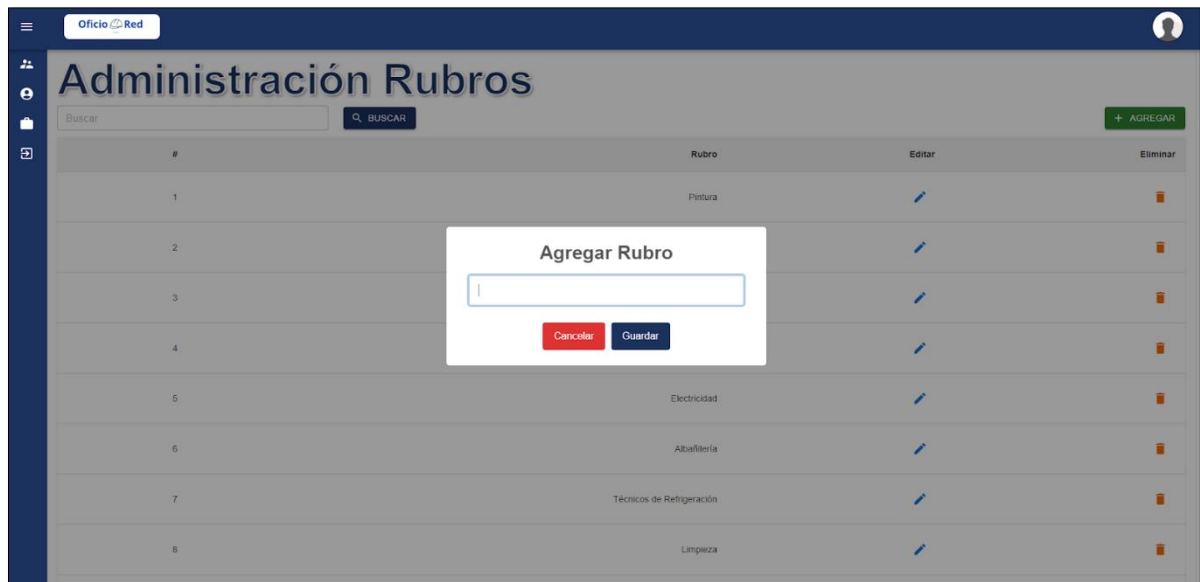 Oficio Red
Administración Rubros
Buscar
BUSCAR
+ AGREGAR
# Rubro Editar Eliminar
1 Pintura
2
3
4
5 Electricidad
6 Albañilería
7 Técnicos de Refrigeración
8 Limpieza
Agregar Rubro
Cancelar Guardar